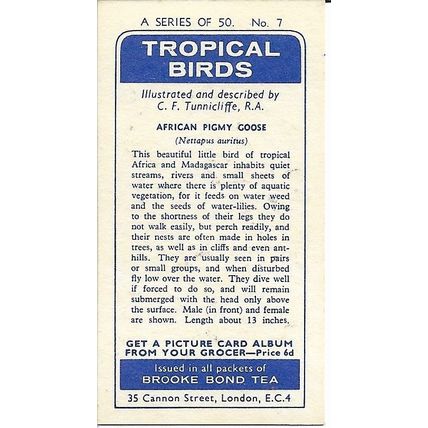 A SERIES OF 50. No. 7
TROPICAL
BIRDS
Illustrated and described by
C. F. Tunnicliffe, R.A.
AFRICAN PIGMY GOOSE
(Nettapus auritus)
This beautiful little bird of tropical
Africa and Madagascar inhabits quiet
streams, rivers and small sheets of
water where there is plenty of aquatic
vegetation, for it feeds on water weed
and the seeds of water-lilies. Owing
to the shortness of their legs they do
not walk easily, but perch readily, and
their nests are often made in holes in
trees, as well as in cliffs and even ant-
hills. They are usually seen in pairs
or small groups, and when disturbed
fly low over the water. They dive well
if forced to do so, and will remain
submerged with the head only above
the surface. Male (in front) and female
are shown. Length about 13 inches.
GET A PICTURE CARD ALBUM
FROM YOUR GROCER—Price 6d
Issued in all packets of
BROOKE BOND TEA
35 Cannon Street, London, E.C.4